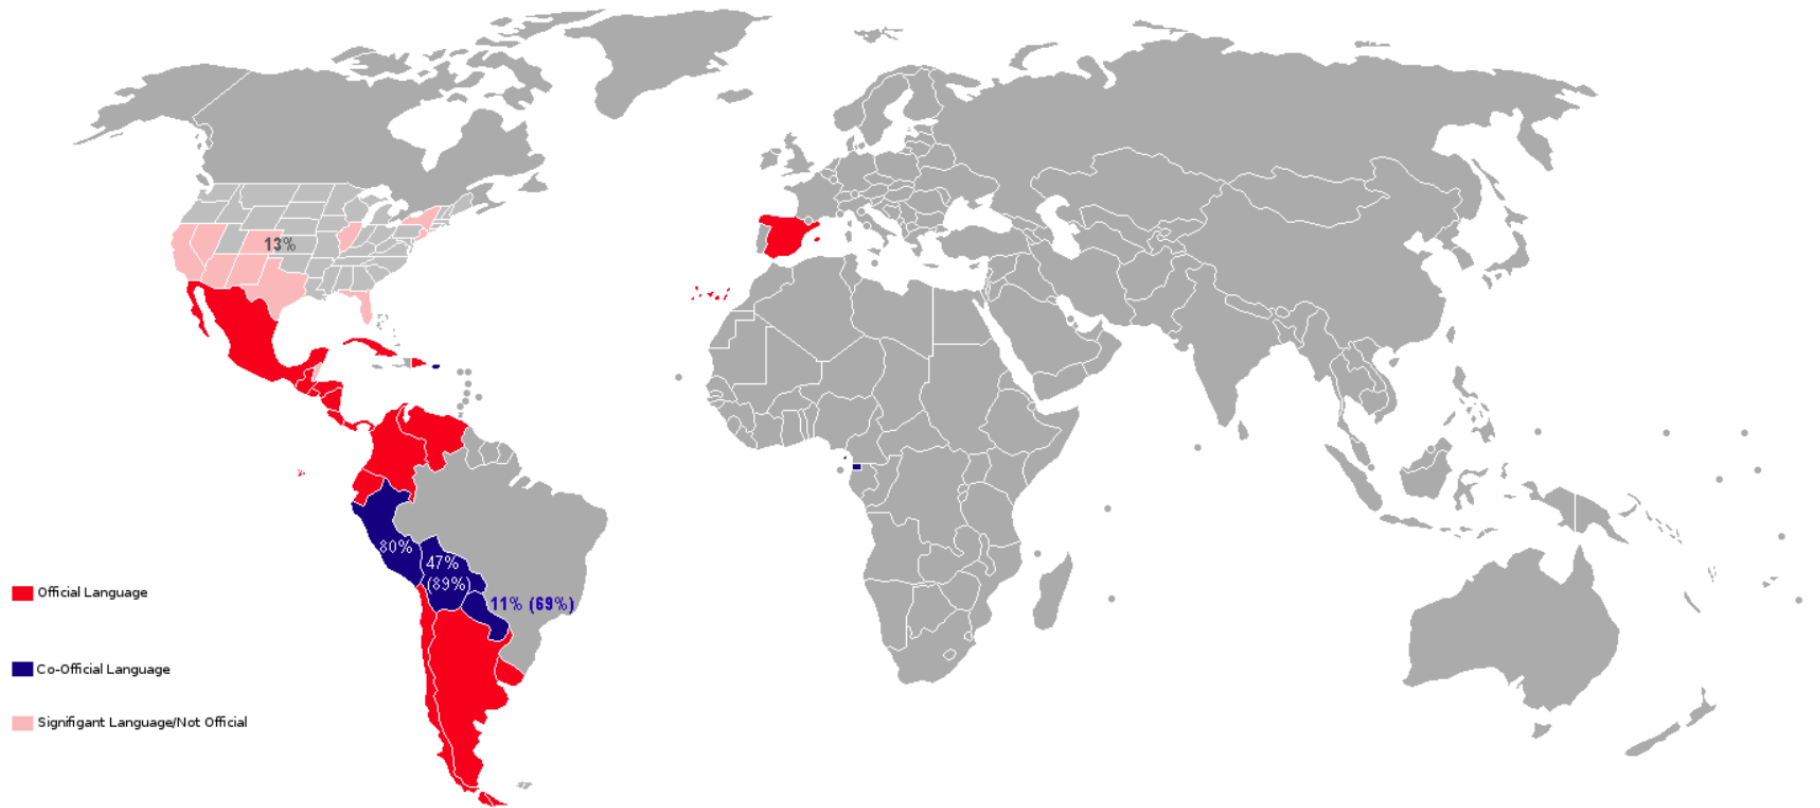 13%
80%
47%
(89%)
11% (69%)
Official Language
Co-Official Language
Signifigant Language/Not Official